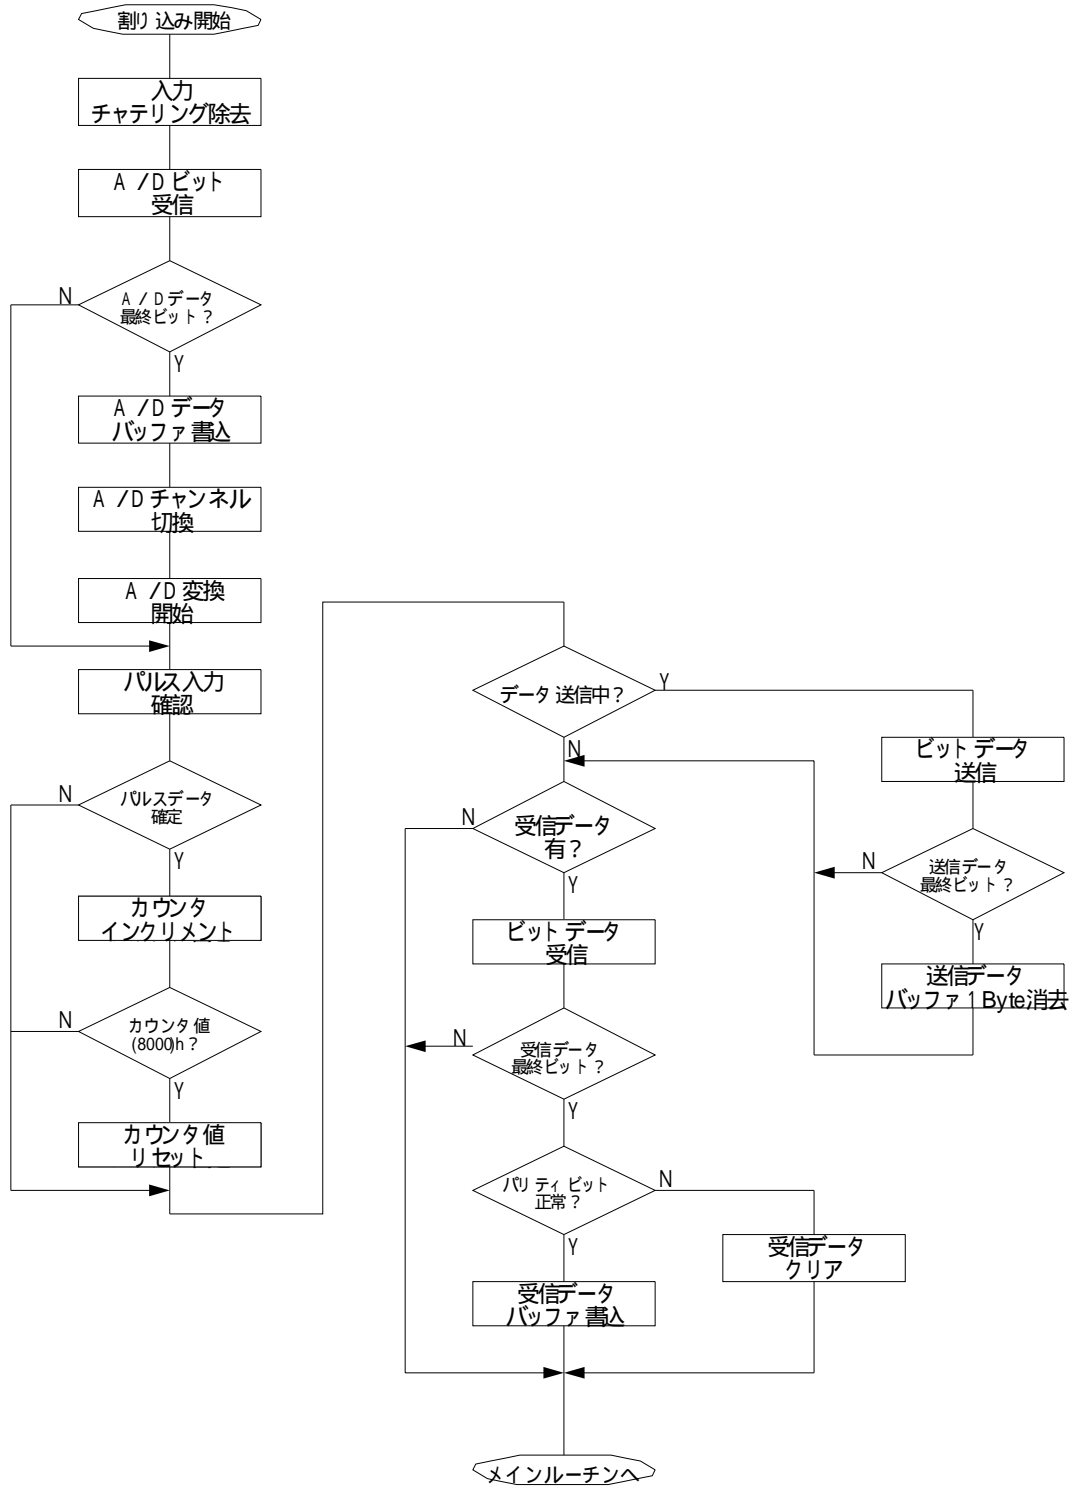 割り込み開始
入力
チャテリング除去
A/Dビット
受信
A/Dデータ
最終ビット?
N
Y
A/Dデータ
バッファ書込
A/Dチャンネル
切換
A/D変換
開始
パルス入力
確認
パルスデータ
確定
N
Y
カウンタ
インクリメント
カウンタ値
(8000)h?
N
Y
カウンタ値
リセット
データ送信中?
Y
N
ビットデータ
送信
送信データ
最終ビット?
N
Y
送信データ
バッファ1Byte消去
受信データ
有?
N
Y
ビットデータ
受信
受信データ
最終ビット?
N
Y
パリティビット
正常?
N
Y
受信データ
クリア
受信データ
バッファ書込
メインルーチンへ